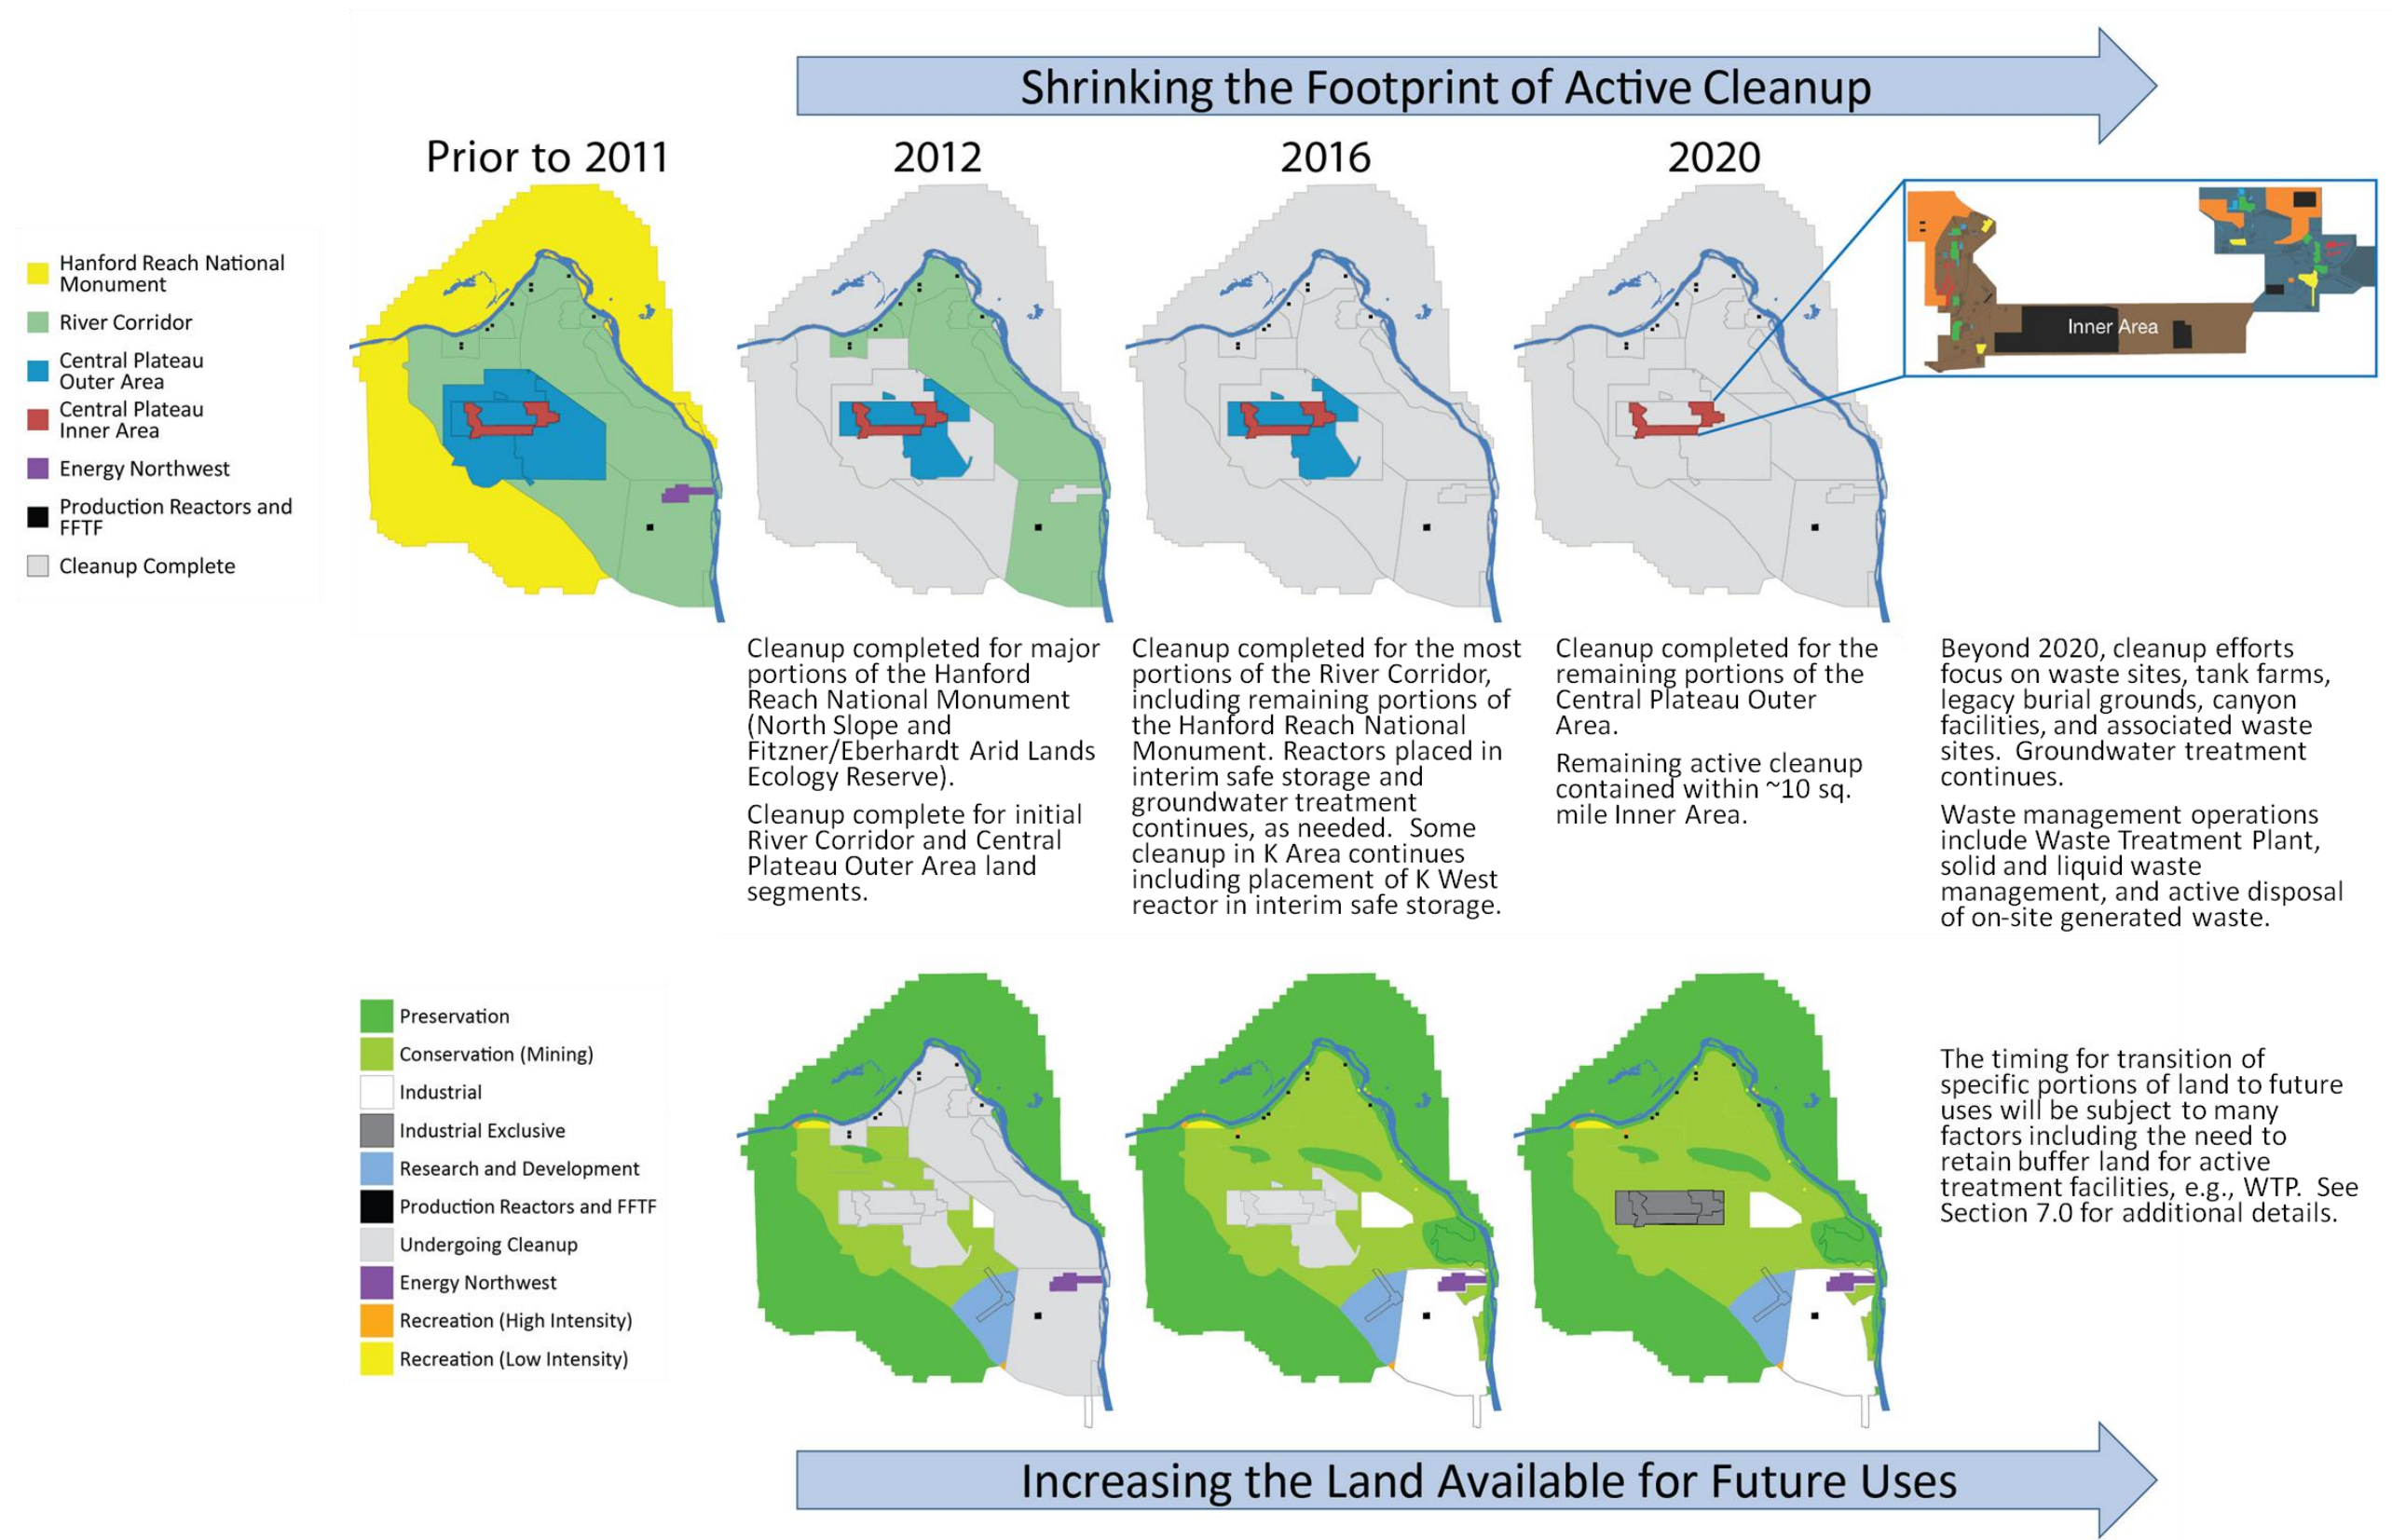 Shrinking the Footprint of Active Cleanup
Prior to 2011
2012
2016
2020
Hanford Reach National
Monument
River Corridor
Central Plateau
Outer Area
Central Plateau
Inner Area
Energy Northwest
Production Reactors and
FFTF
Cleanup Complete
Inner Area
Cleanup completed for major
portions of the Hanford
Reach National Monument
(North Slope and
Fitzner/Eberhardt Arid Lands
Ecology Reserve).
Cleanup complete for initial
River Corridor and Central
Plateau Outer Area land
segments.
Cleanup completed for the most
portions of the River Corridor,
including remaining portions of
the Hanford Reach National
Monument. Reactors placed in
interim safe storage and
groundwater treatment
continues, as needed.  Some
cleanup in K Area continues
including placement of K West
reactor in interim safe storage.
Cleanup completed for the
remaining portions of the
Central Plateau Outer
Area.
Remaining active cleanup
contained within ~10 sq.
mile Inner Area.
Beyond 2020, cleanup efforts
focus on waste sites, tank farms,
legacy burial grounds, canyon
facilities, and associated waste
sites.  Groundwater treatment
continues.
Waste management operations
include Waste Treatment Plant,
solid and liquid waste
management, and active disposal
of on-site generated waste.
Preservation
Conservation (Mining)
Industrial
Industrial Exclusive
Research and Development
Production Reactors and FFTF
Undergoing Cleanup
Energy Northwest
Recreation (High Intensity)
Recreation (Low Intensity)
The timing for transition of
specific portions of land to future
uses will be subject to many
factors including the need to
retain buffer land for active
treatment facilities, e.g., WTP.  See
Section 7.0 for additional details.
Increasing the Land Available for Future Uses